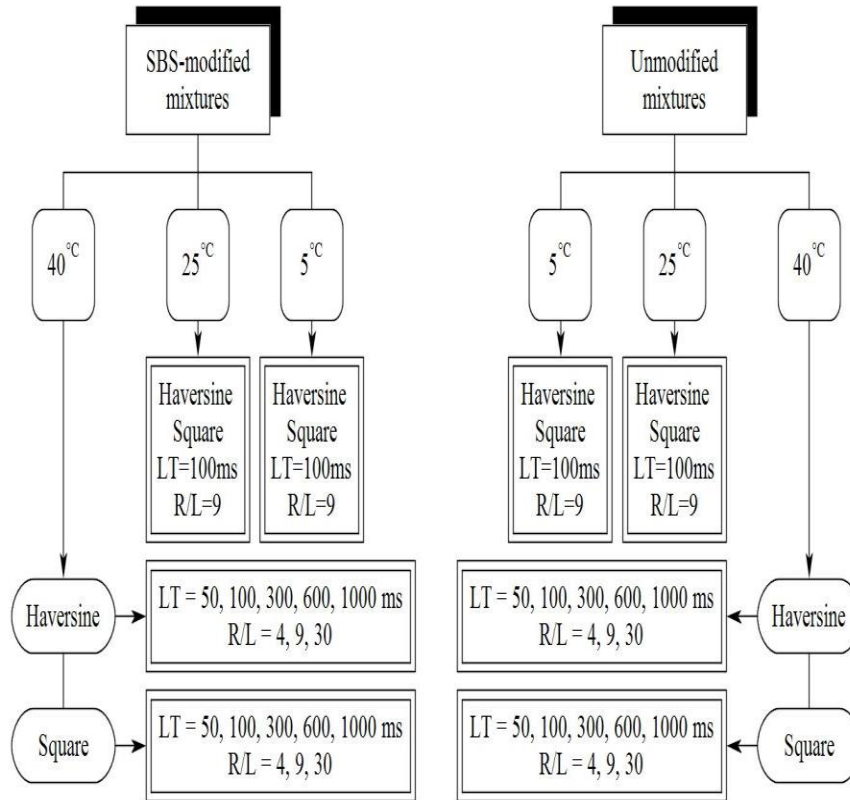 SBS-modified
mixtures
Unmodified
mixtures
40°C
25°C
5°C
5°C
25°C
40°C
Haversine
Square
LT=100ms
R/L=9
Haversine
Square
LT=100ms
R/L=9
Haversine
Square
LT=100ms
R/L=9
Haversine
Square
LT=100ms
R/L=9
Haversine
LT = 50, 100, 300, 600, 1000 ms
R/L = 4, 9, 30
LT = 50, 100, 300, 600, 1000 ms
R/L = 4, 9, 30
Haversine
Square
LT = 50, 100, 300, 600, 1000 ms
R/L = 4, 9, 30
LT = 50, 100, 300, 600, 1000 ms
R/L = 4, 9, 30
Square